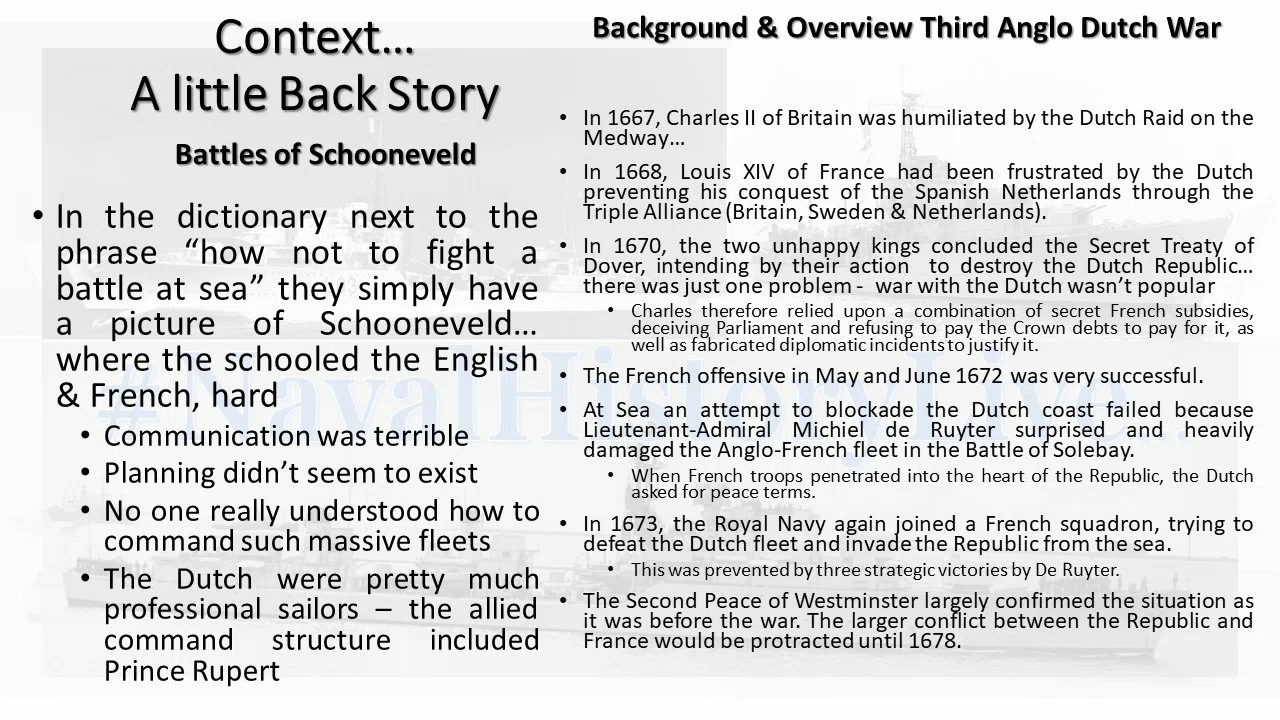 Context…
A little Back Story
Battles of Schooneveld
• In the dictionary next to the
phrase “how not to fight a
battle at sea” they simply have
a picture of Schooneveld…
where the schooled the English
& French, hard
• Communication was terrible
• Planning didn’t seem to exist
• No one really understood how to
command such massive fleets
• The Dutch were pretty much
professional sailors – the allied
command structure included
Prince Rupert
Background & Overview Third Anglo Dutch War
• In 1667, Charles II of Britain was humiliated by the Dutch Raid on the
Medway…
• In 1668, Louis XIV of France had been frustrated by the Dutch
preventing his conquest of the Spanish Netherlands through the
Triple Alliance (Britain, Sweden & Netherlands).
• In 1670, the two unhappy kings concluded the Secret Treaty of
Dover, intending by their action to destroy the Dutch Republic…
there was just one problem - war with the Dutch wasn’t popular
• Charles therefore relied upon a combination of secret French subsidies,
deceiving Parliament and refusing to pay the Crown debts to pay for it, as
well as fabricated diplomatic incidents to justify it.
• The French offensive in May and June 1672 was very successful.
• At Sea an attempt to blockade the Dutch coast failed because
Lieutenant-Admiral Michiel de Ruyter surprised and heavily
damaged the Anglo-French fleet in the Battle of Solebay.
• When French troops penetrated into the heart of the Republic, the Dutch
asked for peace terms.
• In 1673, the Royal Navy again joined a French squadron, trying to
defeat the Dutch fleet and invade the Republic from the sea.
• This was prevented by three strategic victories by De Ruyter.
• The Second Peace of Westminster largely confirmed the situation as
it was before the war. The larger conflict between the Republic and
France would be protracted until 1678.
#NavalHistoryLive..